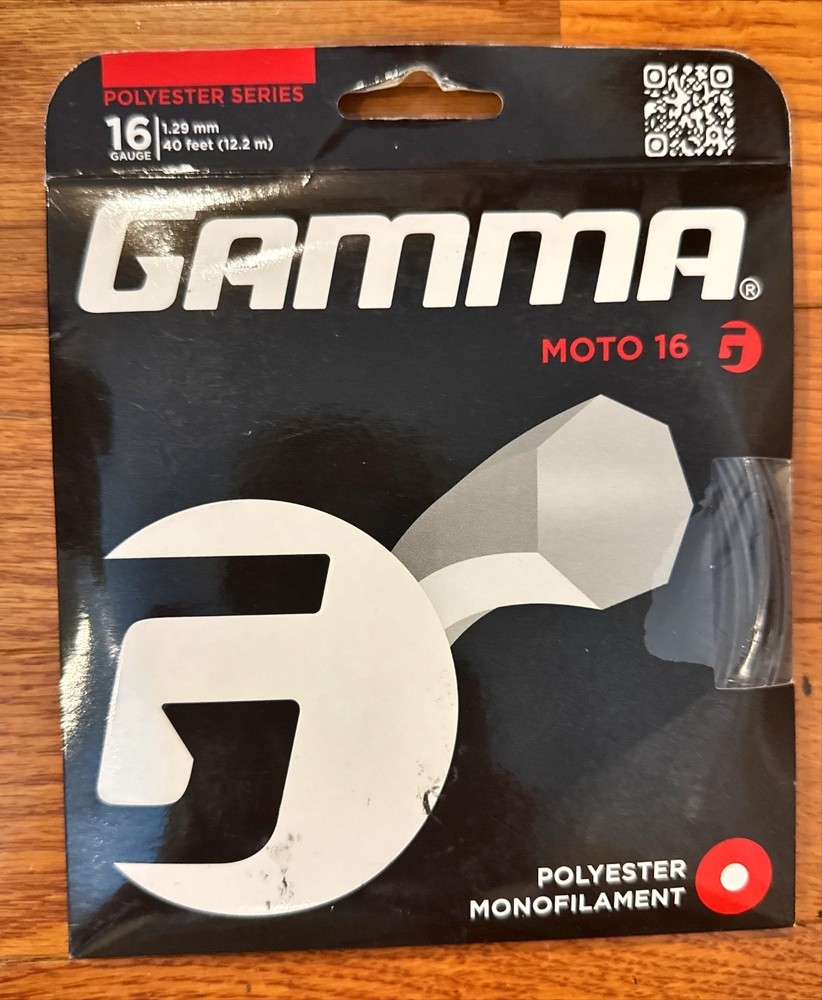 POLYESTER SERIES
16 GAUGE
1.29 mm
40 feet (12.2 m)
GAMMA®
MOTO 16
POLYESTER
MONOFILAMENT